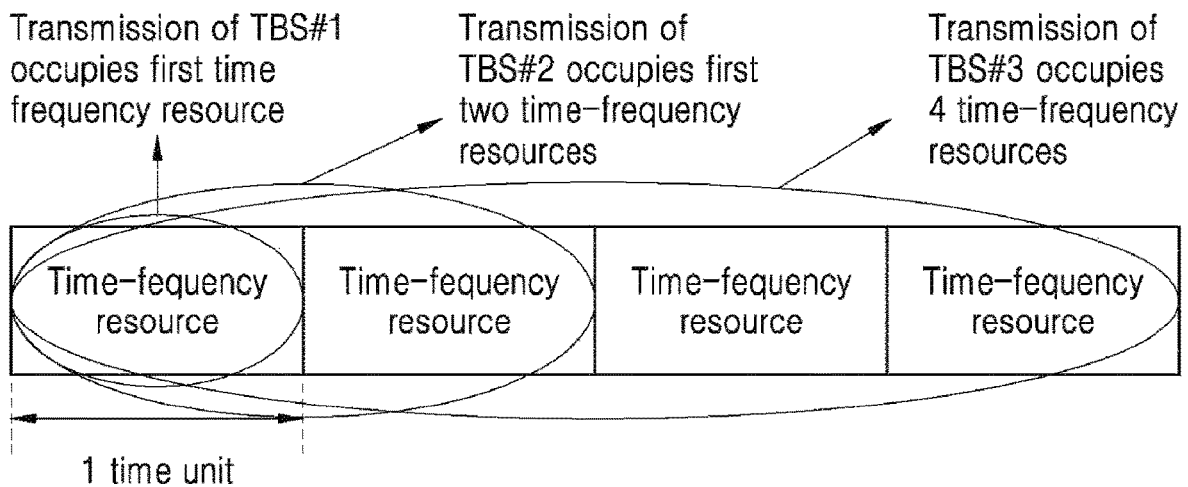 Transmission of TBS#1
occupies first time
frequency resource
Transmission of
TBS#2 occupies first
two time-frequency
resources
Transmission of
TBS#3 occupies
4 time-frequency
resources
Time-fequency
resource
Time-fequency
resource
Time-fequency
resource
Time-fequency
resource
1 time unit